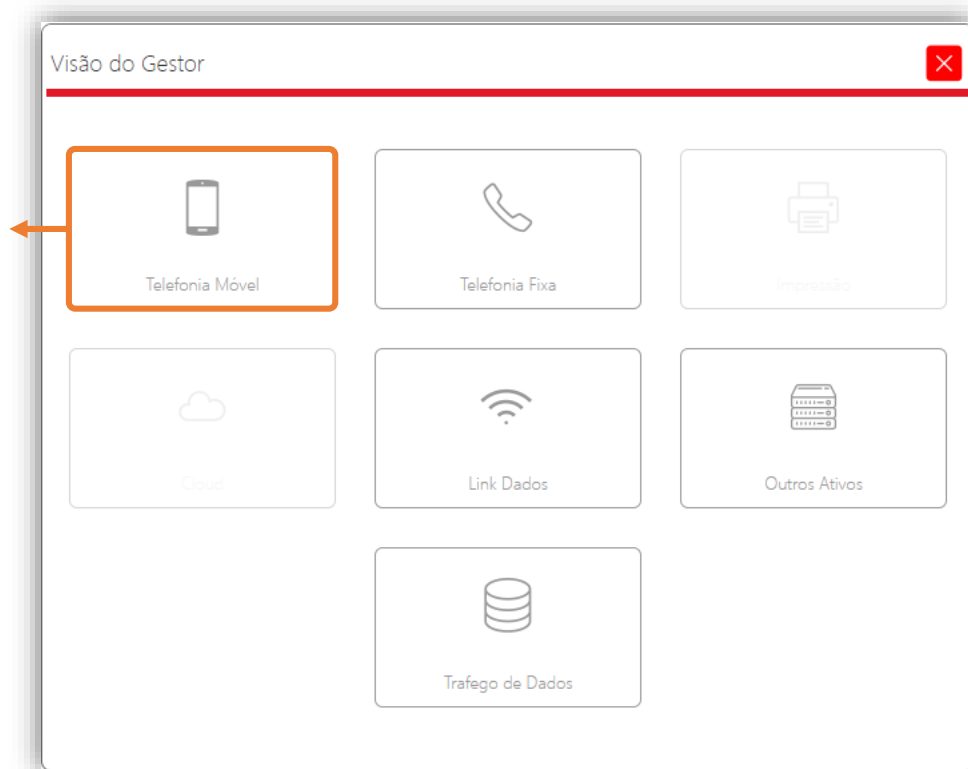 Visão do Gestor
Telefonia Móvel
Telefonia Fixa
Impressão
Cloud
Link Dados
Outros Ativos
Trafego de Dados